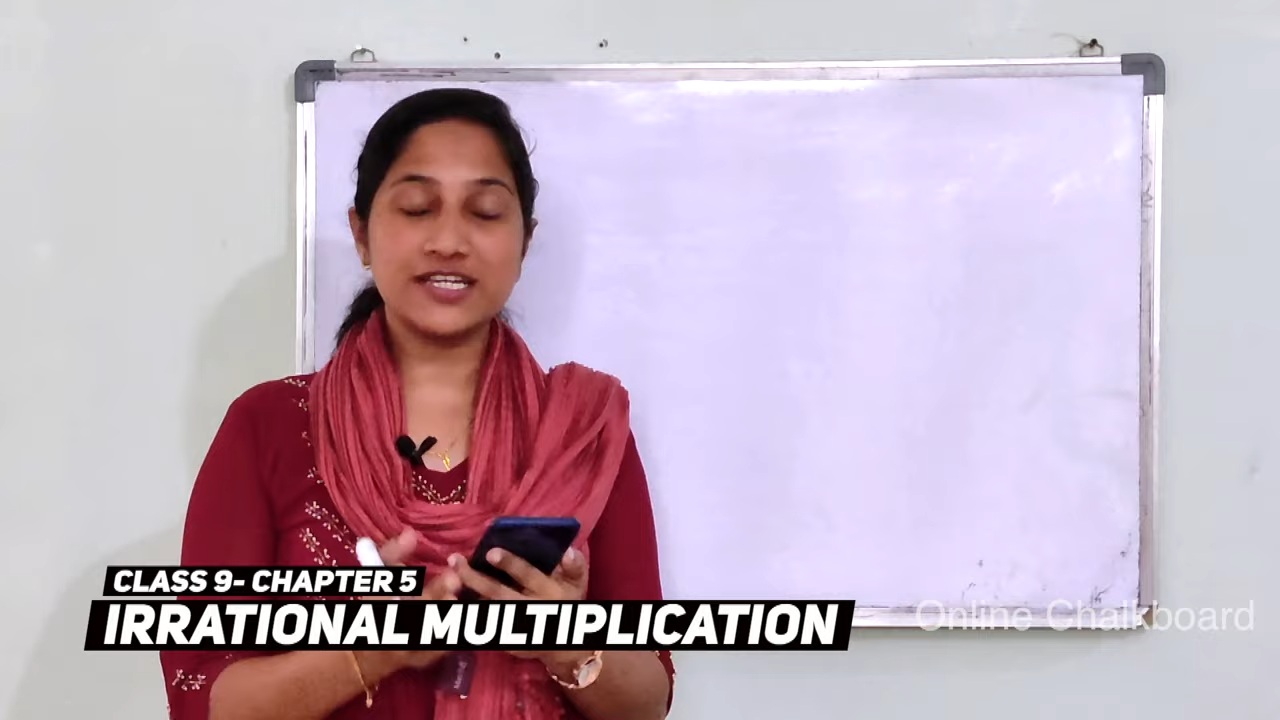 CLASS 9- CHAPTER 5
IRRATIONAL MULTIPLICATION
Online Chalkboard